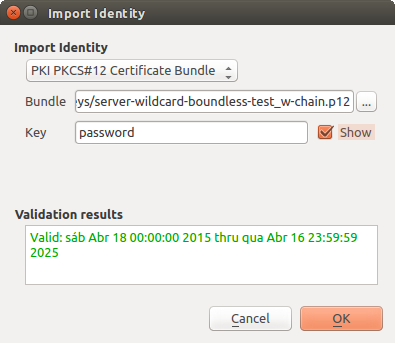 Import Identity
Import Identity
PKI PKCS#12 Certificate Bundle
Bundle eys/server-wildcard-boundless-test_w-chain.p12 ...
Key password Show
Validation results
Valid: sáb Abr 18 00:00:00 2015 thru qua Abr 16 23:59:59
2025
Cancel OK